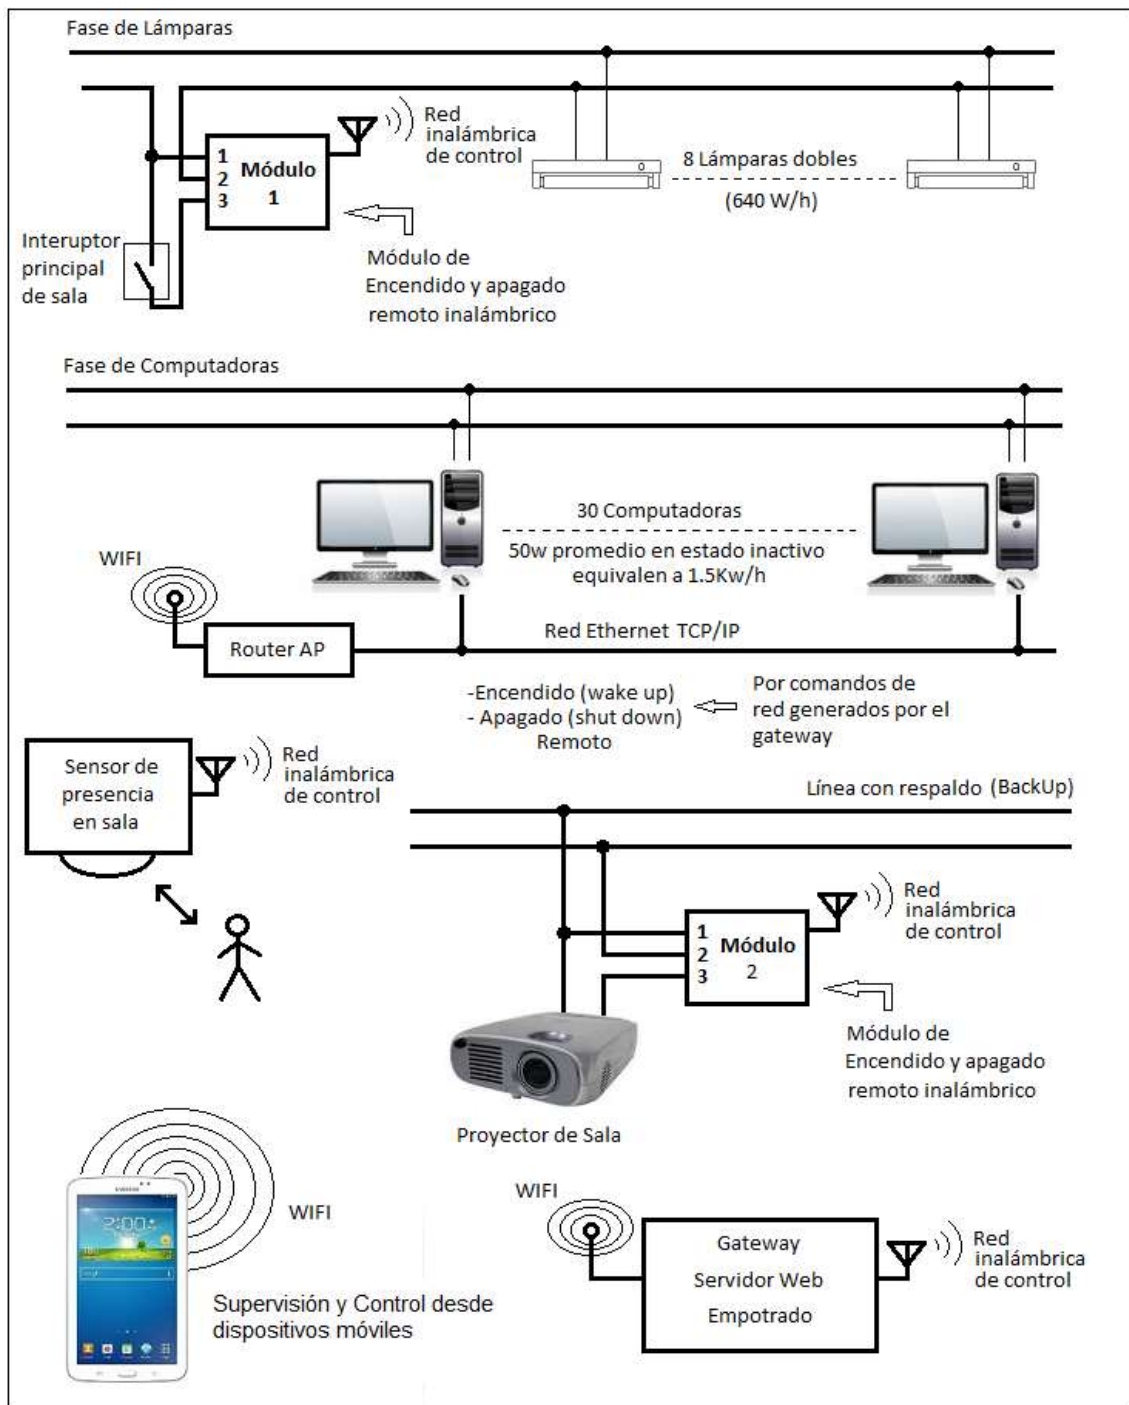 Fase de Lámparas
Red
inalámbrica
de control
1
2
3
Módulo
1
8 Lámparas dobles
(640 W/h)
Interuptor
principal
de sala
Módulo de
Encendido y apagado
remoto inalámbrico
Fase de Computadoras
30 Computadoras
50w promedio en estado inactivo
equivalen a 1.5Kw/h
WIFI
Router AP
Red Ethernet TCP/IP
-Encendido (wake up)
- Apagado (shut down)
Remoto
Por comandos de
red generados por el
gateway
Sensor de
presencia
en sala
Red
inalámbrica
de control
Línea con respaldo (BackUp)
1
2
3
Módulo
2
Red
inalámbrica
de control
Módulo de
Encendido y apagado
remoto inalámbrico
Proyector de Sala
WIFI
SAMSUNG
2:00
Supervisión y Control desde
dispositivos móviles
WIFI
Gateway
Servidor Web
Empotrado
Red
inalámbrica
de control